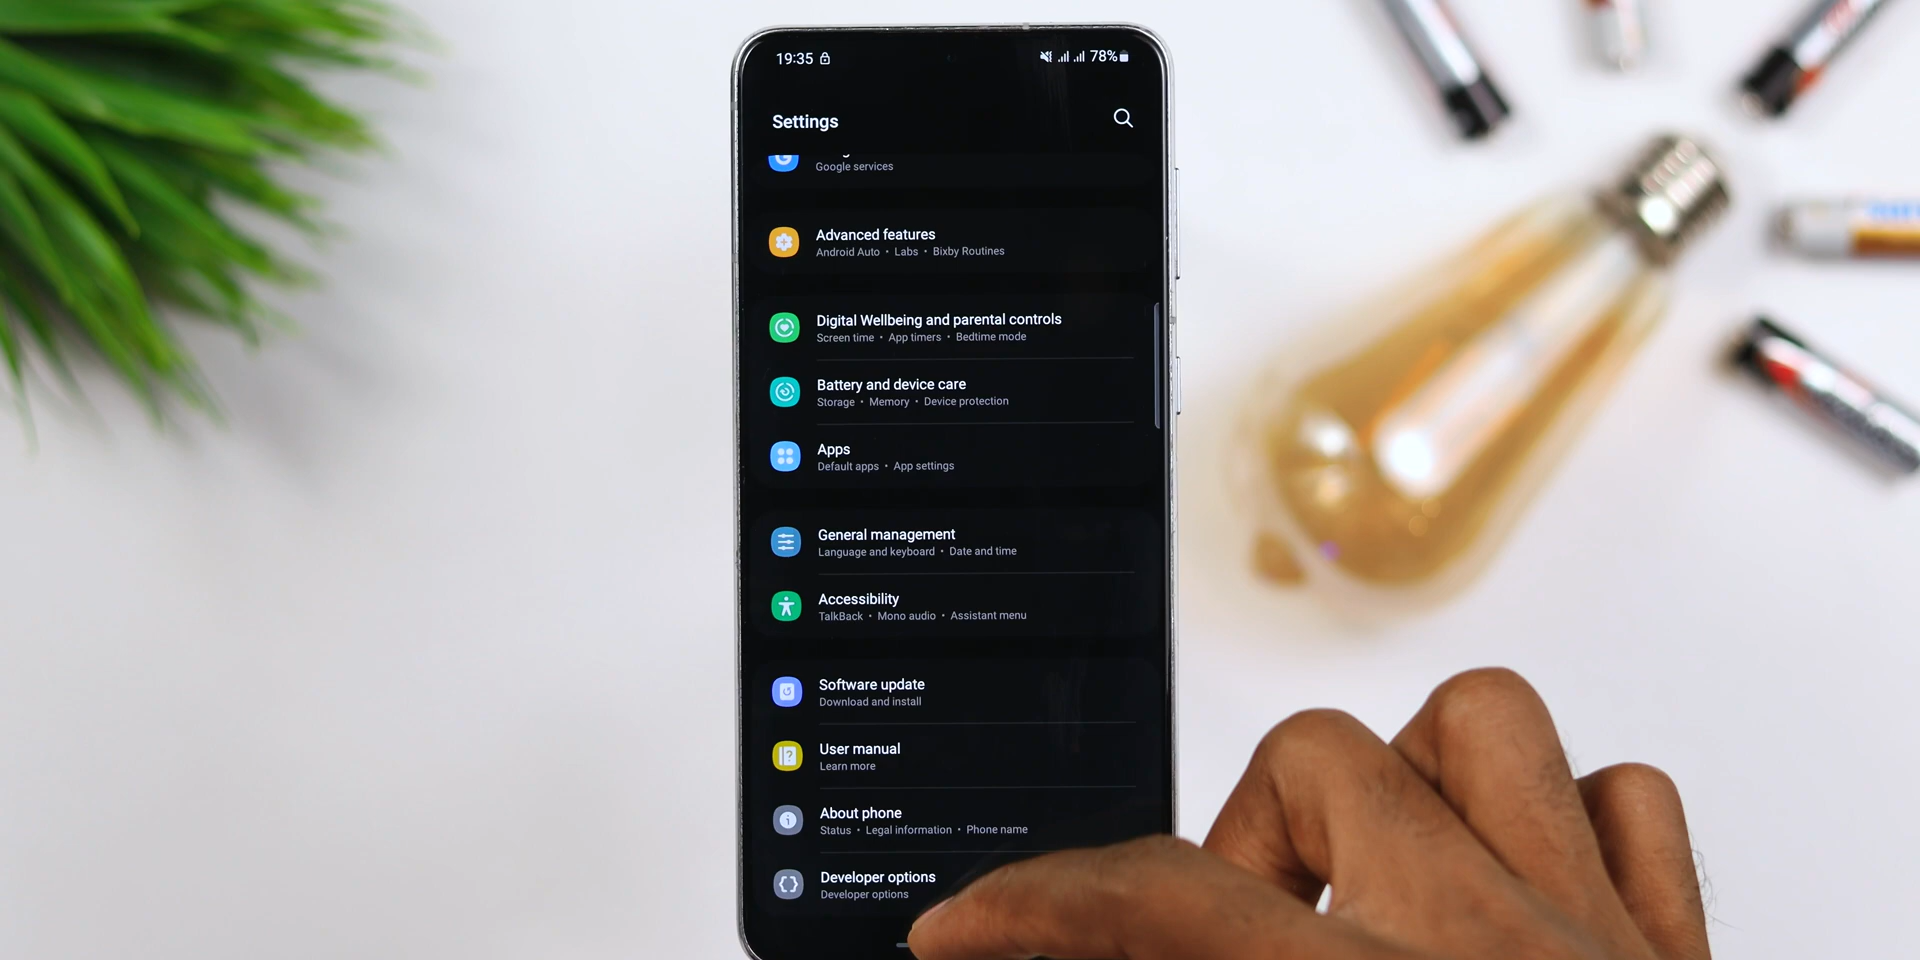 19:35
78%
Settings
Google services
Advanced features
Android Auto • Labs • Bixby Routines
Digital Wellbeing and parental controls
Screen time • App timers • Bedtime mode
Battery and device care
Storage • Memory • Device protection
Apps
Default apps • App settings
General management
Language and keyboard • Date and time
Accessibility
TalkBack • Mono audio • Assistant menu
Software update
Download and install
User manual
Learn more
About phone
Status • Legal information • Phone name
Developer options
Developer options